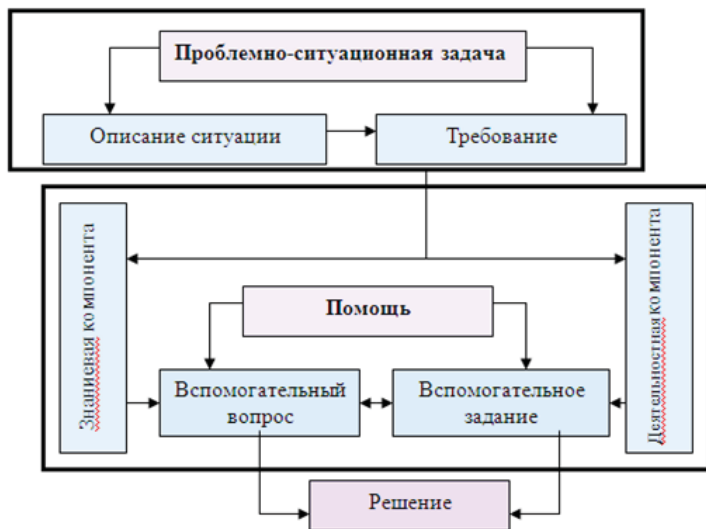 Проблемно-ситуационная задача
Описание ситуации
Требование
Знаниевая компонента
Деятельностная компонента
Помощь
Вспомогательный
вопрос
Вспомогательное
задание
Решение